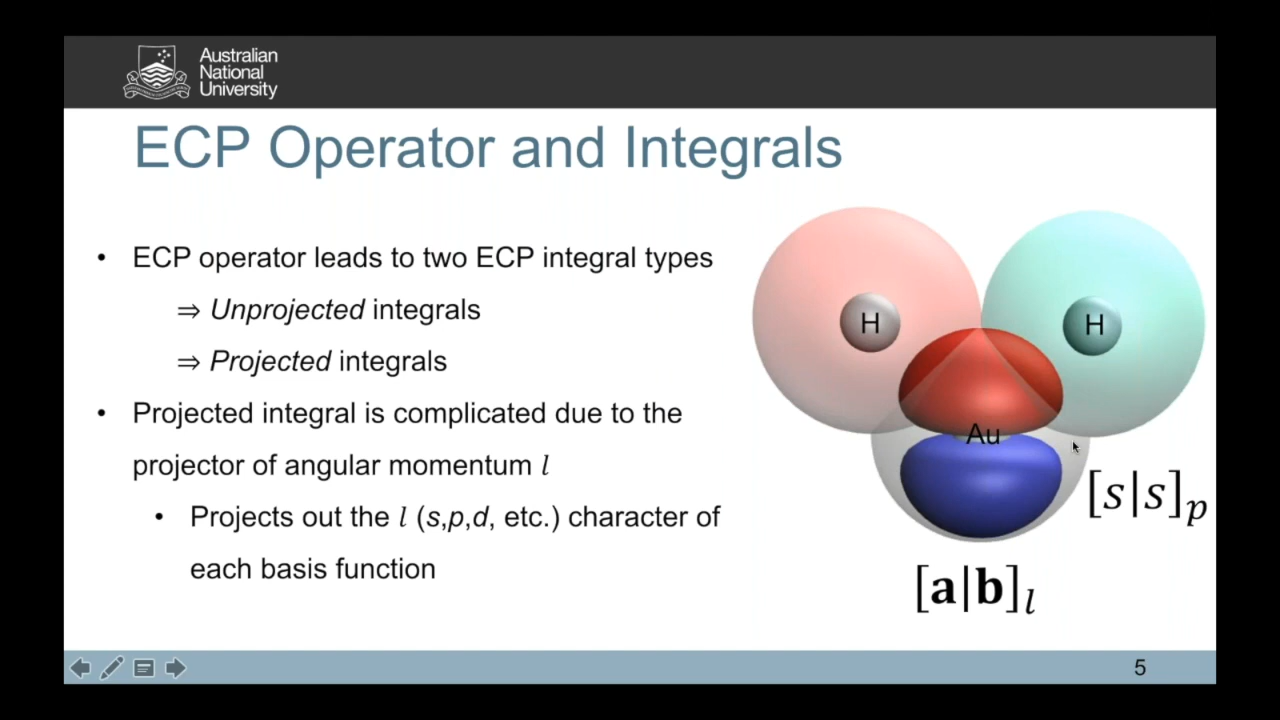 Australian
National
University
ECP Operator and Integrals
• ECP operator leads to two ECP integral types
⇒ Unprojected integrals
⇒ Projected integrals
• Projected integral is complicated due to the
projector of angular momentum l
• Projects out the l (s,p,d, etc.) character of
each basis function
H
H
Au
[s|s]p
[a|b]l
5